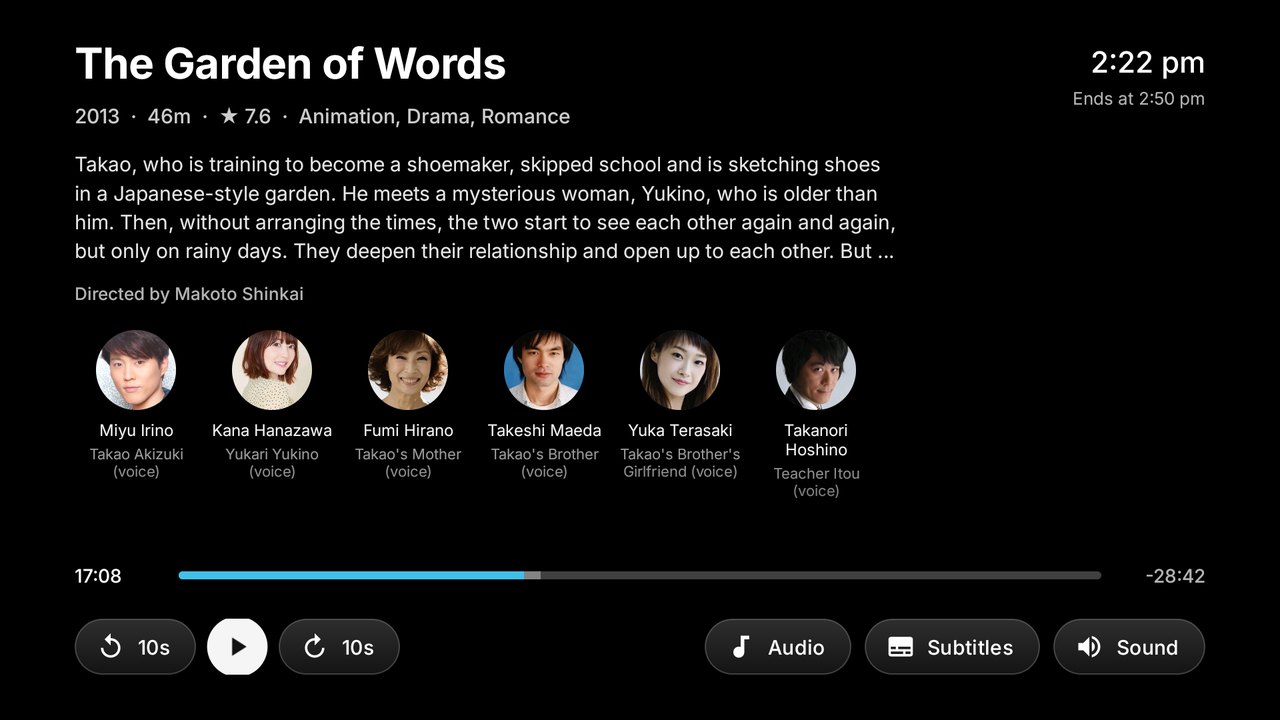 The Garden of Words
2:22 pm
Ends at 2:50 pm
2013 · 46m · ★ 7.6 · Animation, Drama, Romance
Takao, who is training to become a shoemaker, skipped school and is sketching shoes
in a Japanese-style garden. He meets a mysterious woman, Yukino, who is older than
him. Then, without arranging the times, the two start to see each other again and again,
but only on rainy days. They deepen their relationship and open up to each other. But ...
Directed by Makoto Shinkai
Miyu Irino
Takao Akizuki
(voice)
Kana Hanazawa
Yukari Yukino
(voice)
Fumi Hirano
Takao's Mother
(voice)
Takeshi Maeda
Takao's Brother
(voice)
Yuka Terasaki
Takao's Brother's
Girlfriend (voice)
Takanori
Hoshino
Teacher Itou
(voice)
17:08
-28:42
10s
10s
Audio
Subtitles
Sound